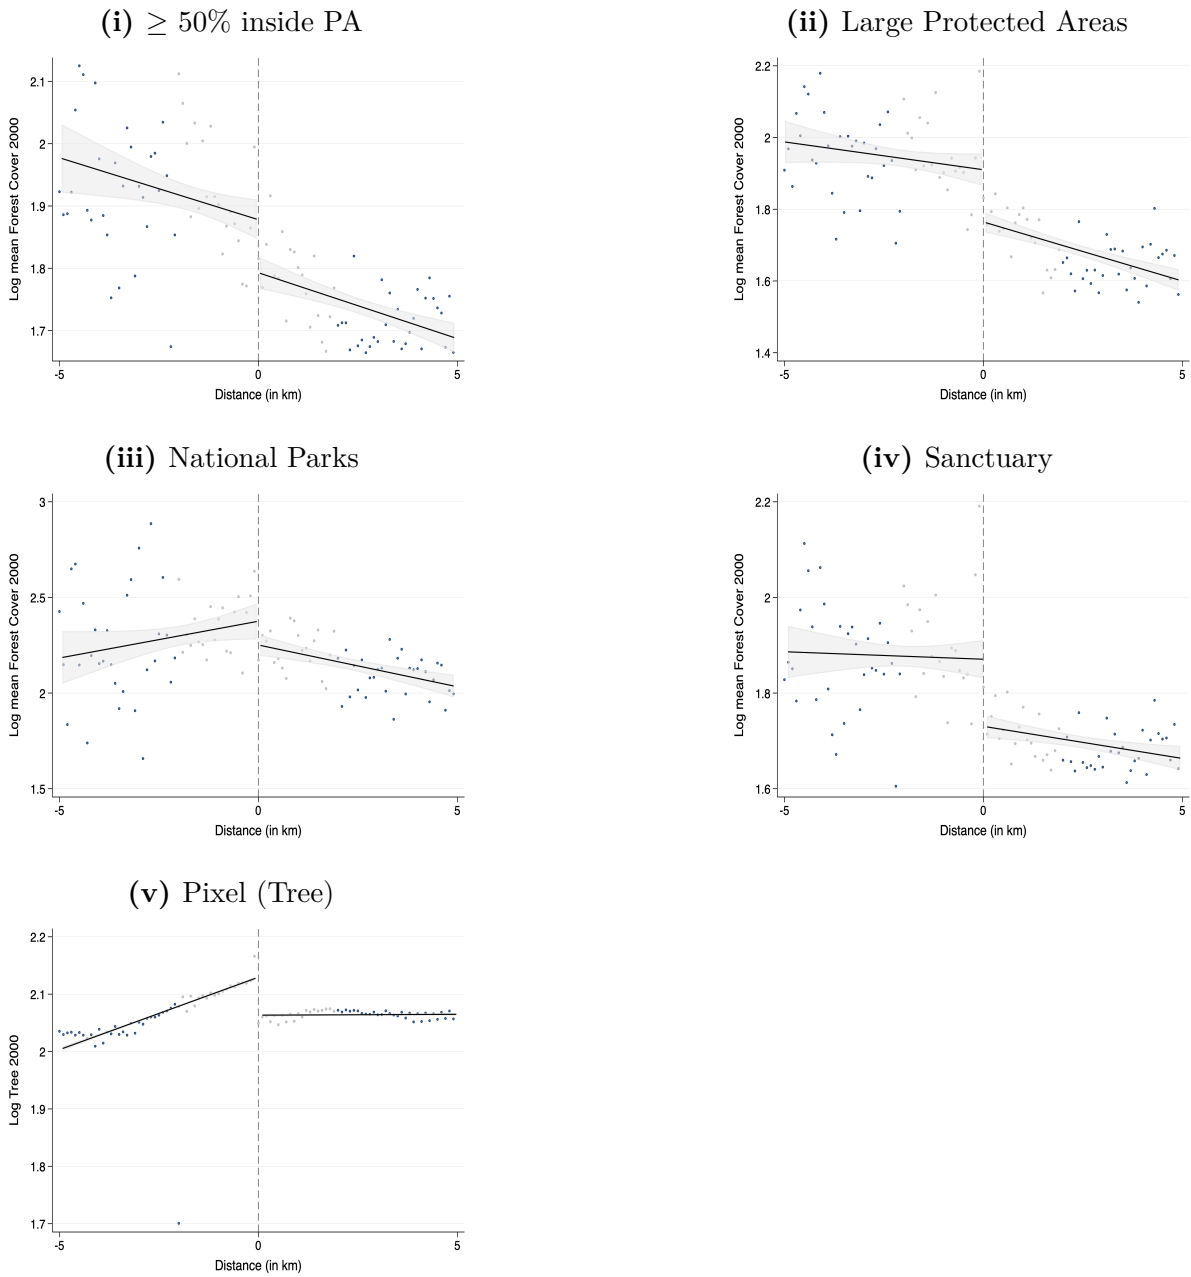 (i) ≥ 50% inside PA
Log mean Forest Cover 2000
2.1
2
1.9
1.8
1.7
-5 0 5
Distance (in km)
(ii) Large Protected Areas
Log mean Forest Cover 2000
2.2
2
1.8
1.6
1.4
-5 0 5
Distance (in km)
(iii) National Parks
Log mean Forest Cover 2000
3
2.5
2
1.5
-5 0 5
Distance (in km)
(iv) Sanctuary
Log mean Forest Cover 2000
2.2
2
1.8
1.6
-5 0 5
Distance (in km)
(v) Pixel (Tree)
Log Tree 2000
2.2
2.1
2
1.9
1.8
1.7
-5 0 5
Distance (in km)